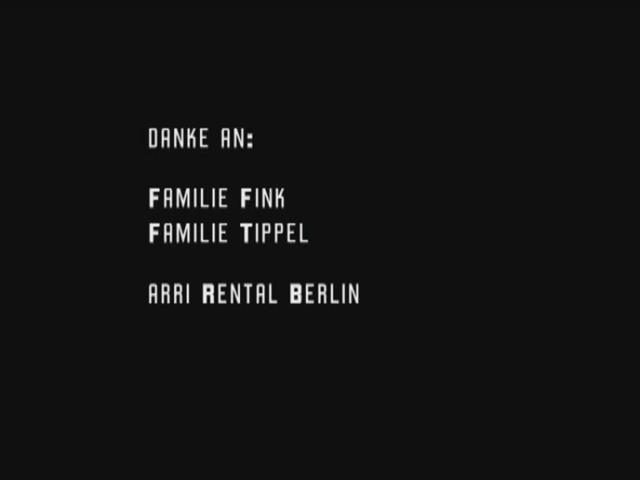 DANKE AN:
FAMILIE FINK
FAMILIE TIPPEL
ARRI RENTAL BERLIN